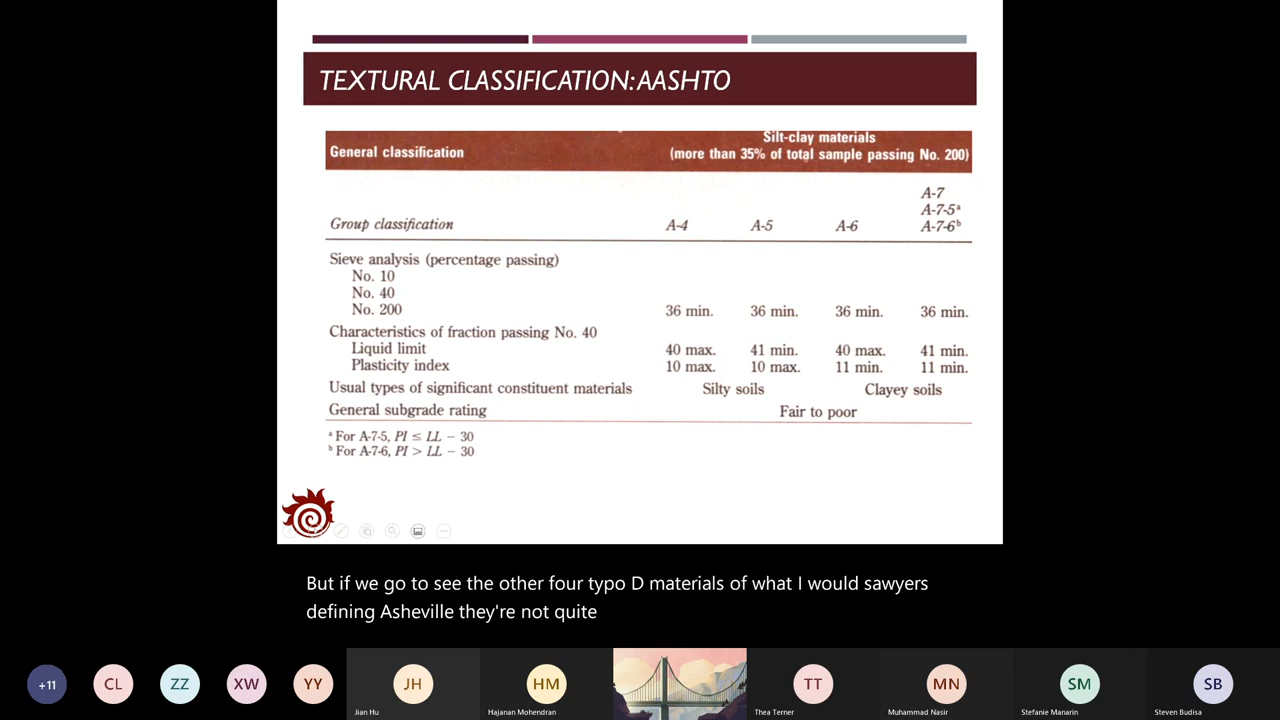 TEXTURAL CLASSIFICATION: AASHTO
General classification Silt-clay materials
(more than 35% of total sample passing No. 200)
A-7
A-7-5ᵃ
Group classification A-4 A-5 A-6 A-7-6ᵇ
Sieve analysis (percentage passing)
No. 10
No. 40
No. 200 36 min. 36 min. 36 min. 36 min.
Characteristics of fraction passing No. 40
Liquid limit 40 max. 41 min. 40 max. 41 min.
Plasticity index 10 max. 10 max. 11 min. 11 min.
Usual types of significant constituent materials Silty soils Clayey soils
General subgrade rating Fair to poor
ᵃ For A-7-5, PI ≤ LL − 30
ᵇ For A-7-6, PI > LL − 30
But if we go to see the other four typo D materials of what I would sawyers
defining Asheville they're not quite
+11 CL ZZ XW YY JH HM TT MN SM SB
Jian Hu Hajanan Mohendran Thea Terner Muhammad Nasir Stefanie Manarin Steven Budisa